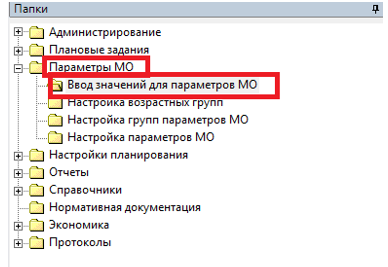 Папки
Администрирование
Плановые задания
Параметры МО
Ввод значений для параметров МО
Настройка возрастных групп
Настройка групп параметров МО
Настройка параметров МО
Настройки планирования
Отчеты
Справочники
Нормативная документация
Экономика
Протоколы